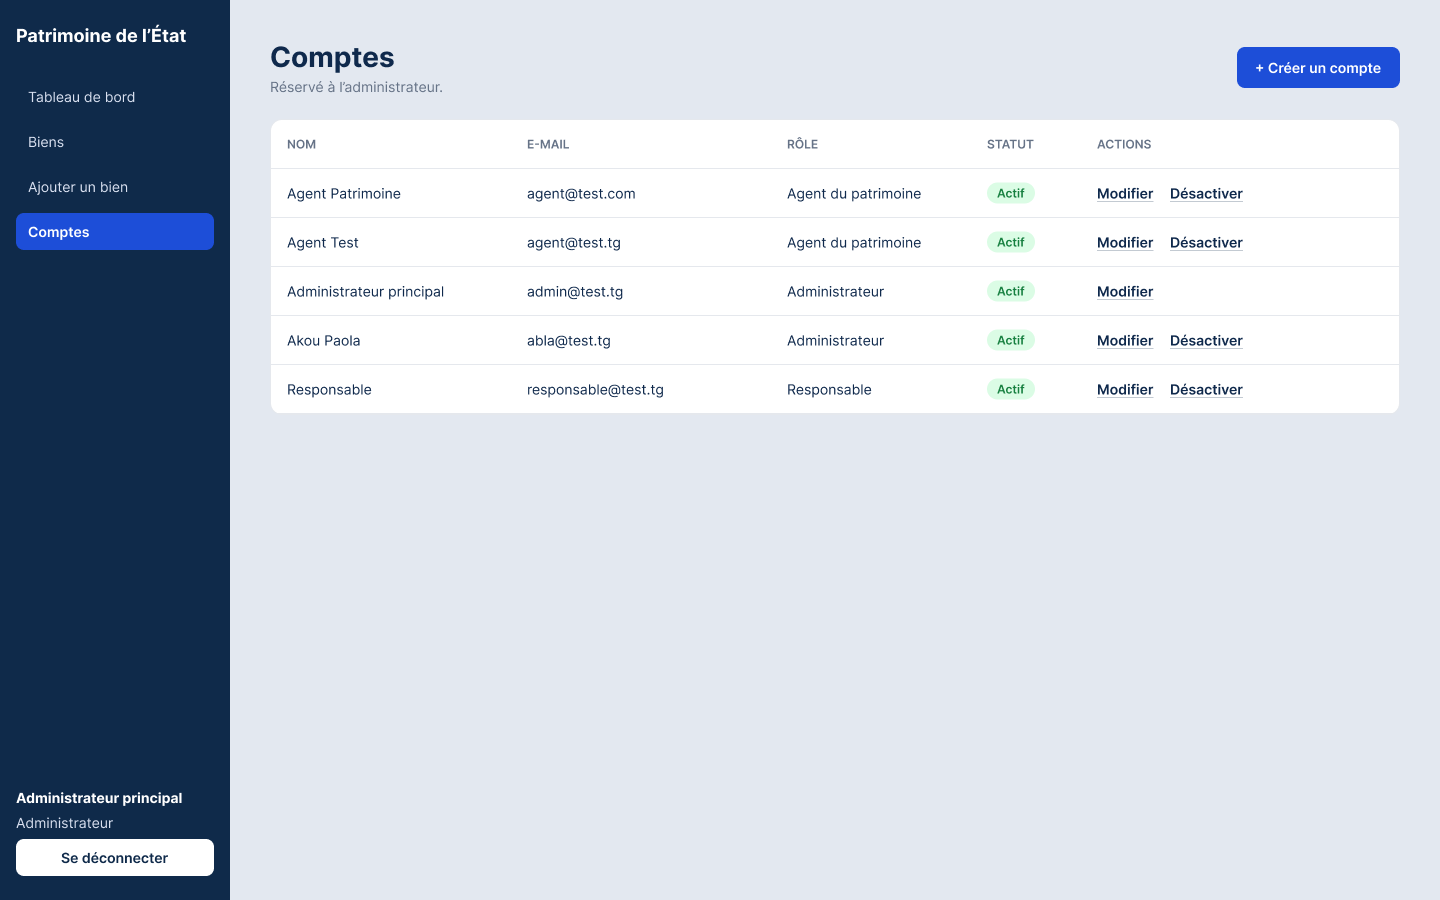 Patrimoine de l’État
Tableau de bord
Biens
Ajouter un bien
Comptes
Administrateur principal
Administrateur
Se déconnecter
Comptes
Réservé à l’administrateur.
+ Créer un compte
NOM E-MAIL RÔLE STATUT ACTIONS
Agent Patrimoine agent@test.com Agent du patrimoine Actif Modifier Désactiver
Agent Test agent@test.tg Agent du patrimoine Actif Modifier Désactiver
Administrateur principal admin@test.tg Administrateur Actif Modifier
Akou Paola abla@test.tg Administrateur Actif Modifier Désactiver
Responsable responsable@test.tg Responsable Actif Modifier Désactiver